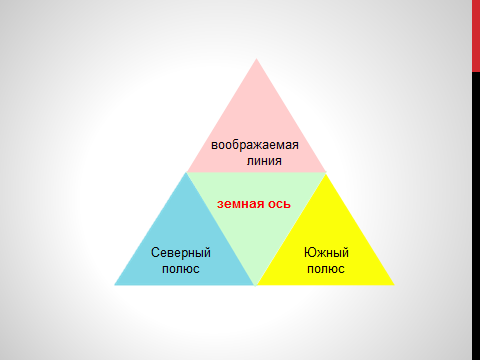 воображаемая
линия
земная ось
Северный
полюс
Южный
полюс